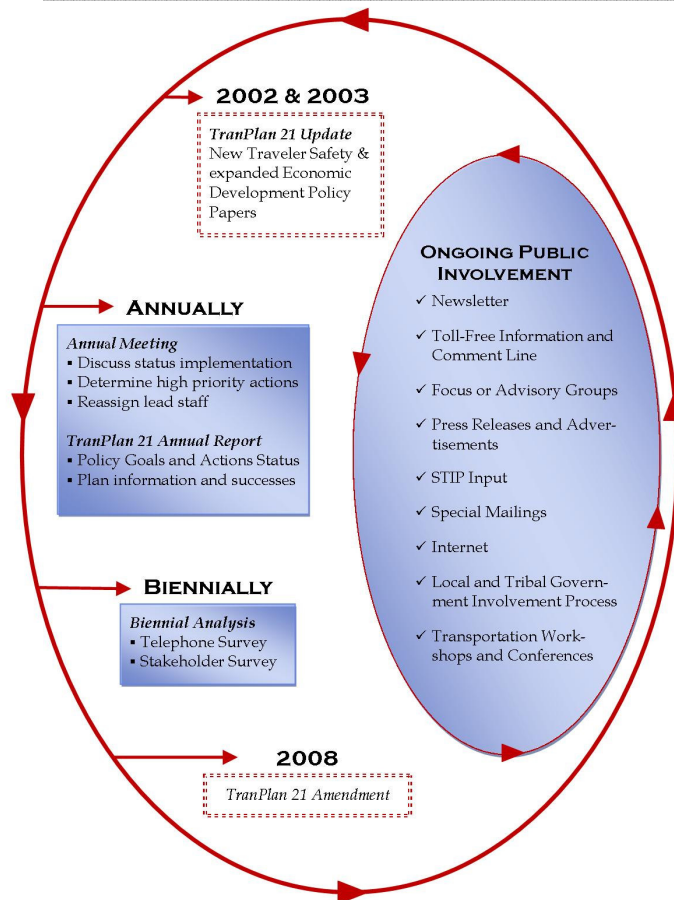 2002 & 2003
TranPlan 21 Update
New Traveler Safety &
expanded Economic
Development Policy
Papers
ANNUALLY
Annual Meeting
▪ Discuss status implementation
▪ Determine high priority actions
▪ Reassign lead staff
TranPlan 21 Annual Report
▪ Policy Goals and Actions Status
▪ Plan information and successes
BIENNIALLY
Biennial Analysis
▪ Telephone Survey
▪ Stakeholder Survey
2008
TranPlan 21 Amendment
ONGOING PUBLIC
INVOLVEMENT
✓ Newsletter
✓ Toll-Free Information and
Comment Line
✓ Focus or Advisory Groups
✓ Press Releases and Adver-
tisements
✓ STIP Input
✓ Special Mailings
✓ Internet
✓ Local and Tribal Govern-
ment Involvement Process
✓ Transportation Work-
shops and Conferences